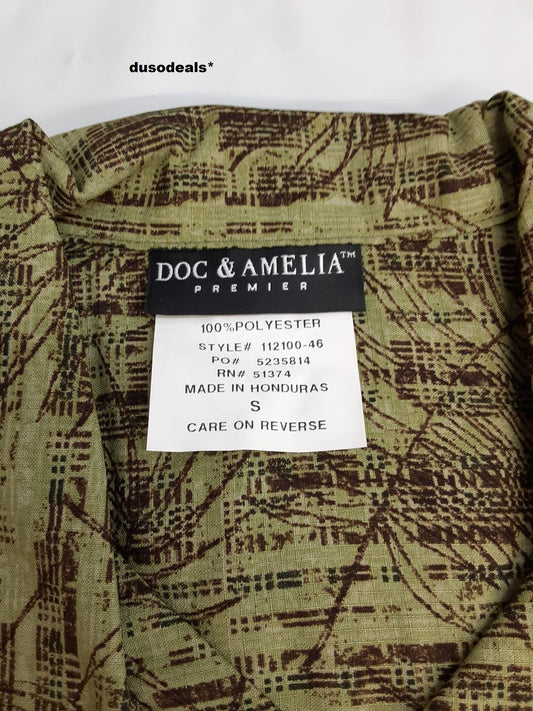 dusodeals*
DOC & AMELIA™
PREMIER
100%POLYESTER
STYLE# 112100-46
PO# 5235814
RN# 51374
MADE IN HONDURAS
S
CARE ON REVERSE